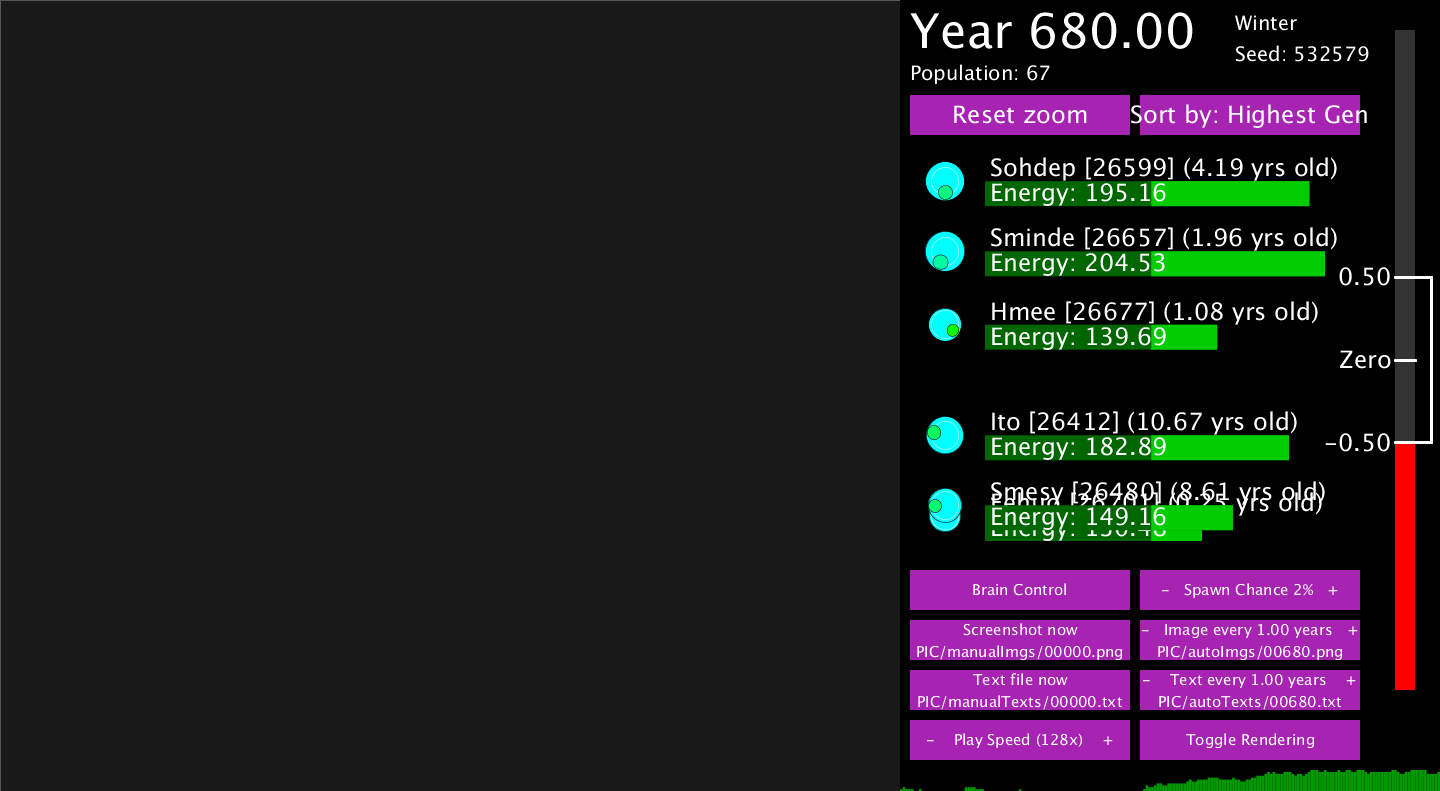 Year 680.00
Winter
Seed: 532579
Population: 67
Reset zoom
Sort by: Highest Gen
Sohdep [26599] (4.19 yrs old)
Energy: 195.16
Sminde [26657] (1.96 yrs old)
Energy: 204.53
0.50
Hmee [26677] (1.08 yrs old)
Energy: 139.69
Zero
Ito [26412] (10.67 yrs old)
Energy: 182.89
-0.50
Smesy [26480] (8.61 yrs old)
yrs old)
Energy: 149.16
Energy:
Brain Control
- Spawn Chance 2% +
Screenshot now
PIC/manualImgs/00000.png
- Image every 1.00 years +
PIC/autoImgs/00680.png
Text file now
PIC/manualTexts/00000.txt
- Text every 1.00 years +
PIC/autoTexts/00680.txt
- Play Speed (128x) +
Toggle Rendering